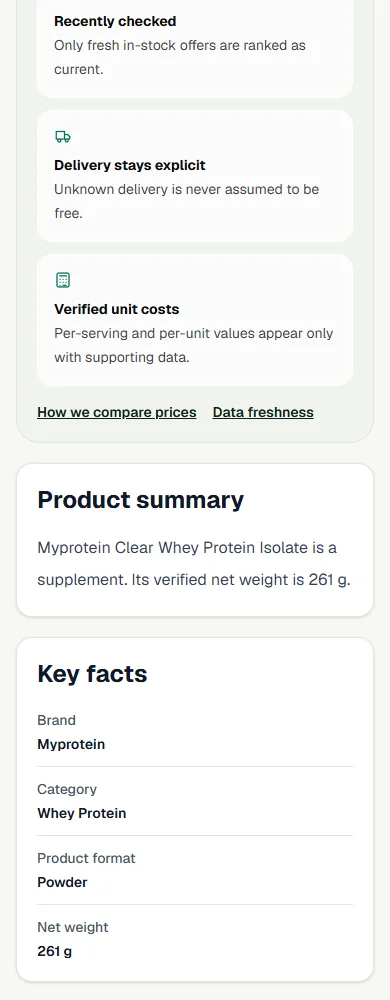 Recently checked
Only fresh in-stock offers are ranked as
current.
Delivery stays explicit
Unknown delivery is never assumed to be
free.
Verified unit costs
Per-serving and per-unit values appear only
with supporting data.
How we compare prices Data freshness
Product summary
Myprotein Clear Whey Protein Isolate is a
supplement. Its verified net weight is 261 g.
Key facts
Brand
Myprotein
Category
Whey Protein
Product format
Powder
Net weight
261 g